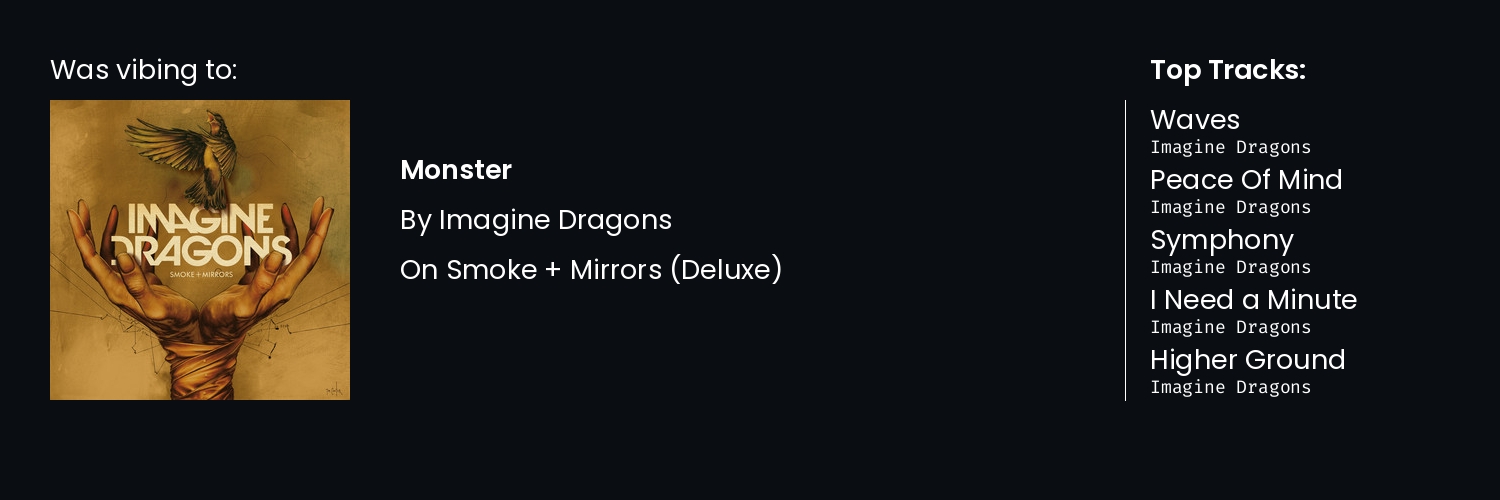 Was vibing to:
IMAGINE
DRAGONS
SMOKE + MIRRORS
Monster
By Imagine Dragons
On Smoke + Mirrors (Deluxe)
Top Tracks:
Waves
Imagine Dragons
Peace Of Mind
Imagine Dragons
Symphony
Imagine Dragons
I Need a Minute
Imagine Dragons
Higher Ground
Imagine Dragons